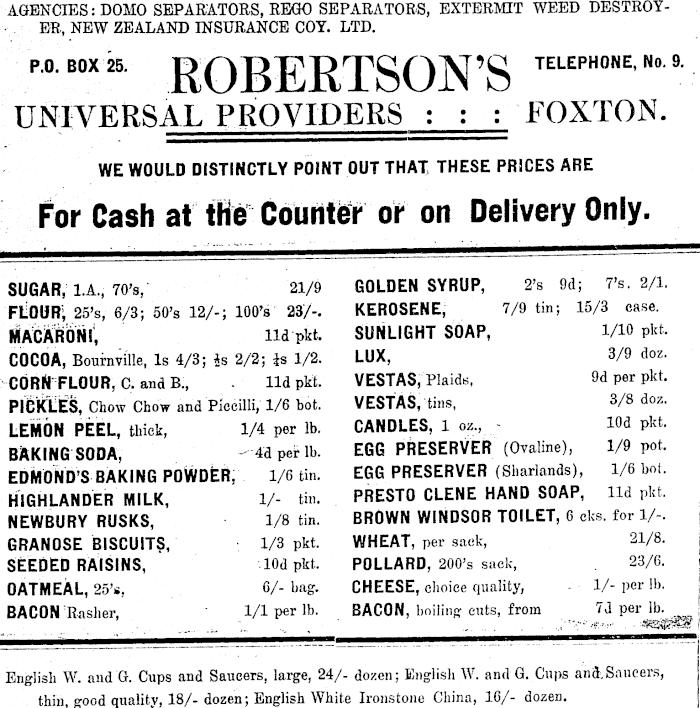 AGENCIES: DOMO SEPARATORS, REGO SEPARATORS, EXTERMIT WEED DESTROY-
ER, NEW ZEALAND INSURANCE COY. LTD.
P.O. BOX 25. ROBERTSON'S TELEPHONE, No. 9.
UNIVERSAL PROVIDERS : : : FOXTON.
WE WOULD DISTINCTLY POINT OUT THAT THESE PRICES ARE
For Cash at the Counter or on Delivery Only.
SUGAR, 1.A., 70's, 21/9
FLOUR, 25's, 6/3; 50's 12/-; 100's 23/-.
MACARONI, 11d pkt.
COCOA, Bournville, 1s 4/3; ½s 2/2; ¼s 1/2.
CORN FLOUR, C. and B., 11d pkt.
PICKLES, Chow Chow and Piccilli, 1/6 bot.
LEMON PEEL, thick, 1/4 per lb.
BAKING SODA, 4d per lb.
EDMOND'S BAKING POWDER, 1/6 tin.
HIGHLANDER MILK, 1/- tin.
NEWBURY RUSKS, 1/8 tin.
GRANOSE BISCUITS, 1/3 pkt.
SEEDED RAISINS, 10d pkt.
OATMEAL, 25's, 6/- bag.
BACON Rasher, 1/1 per lb.
GOLDEN SYRUP, 2's 9d; 7's. 2/1.
KEROSENE, 7/9 tin; 15/3 case.
SUNLIGHT SOAP, 1/10 pkt.
LUX, 3/9 doz.
VESTAS, Plaids, 9d per pkt.
VESTAS, tins, 3/8 doz.
CANDLES, 1 oz., 10d pkt.
EGG PRESERVER (Ovaline), 1/9 pot.
EGG PRESERVER (Sharlands), 1/6 bot.
PRESTO CLENE HAND SOAP, 11d pkt.
BROWN WINDSOR TOILET, 6 cks. for 1/-.
WHEAT, per sack, 21/8.
POLLARD, 200's sack, 23/6.
CHEESE, choice quality, 1/- per lb.
BACON, boiling cuts, from 7d per lb.
English W. and G. Cups and Saucers, large, 24/- dozen; English W. and G. Cups and Saucers,
thin, good quality, 18/- dozen; English White Ironstone China, 16/- dozen.